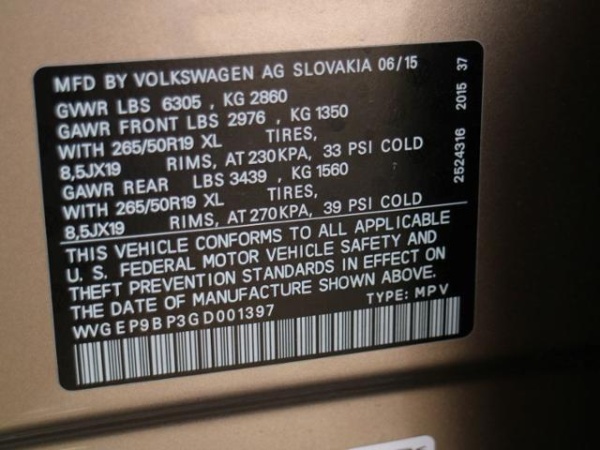 MFD BY VOLKSWAGEN AG SLOVAKIA 06/15
GVWR LBS 6305 , KG 2860
GAWR FRONT LBS 2976 , KG 1350
WITH 265/50R19 XL TIRES,
8,5JX19 RIMS, AT 230KPA, 33 PSI COLD
GAWR REAR LBS 3439 , KG 1560
WITH 265/50R19 XL TIRES,
8,5JX19 RIMS, AT 270KPA, 39 PSI COLD
THIS VEHICLE CONFORMS TO ALL APPLICABLE
U. S. FEDERAL MOTOR VEHICLE SAFETY AND
THEFT PREVENTION STANDARDS IN EFFECT ON
THE DATE OF MANUFACTURE SHOWN ABOVE.
WVGEP9BP3GD001397 TYPE: MPV
2524316 2015 37